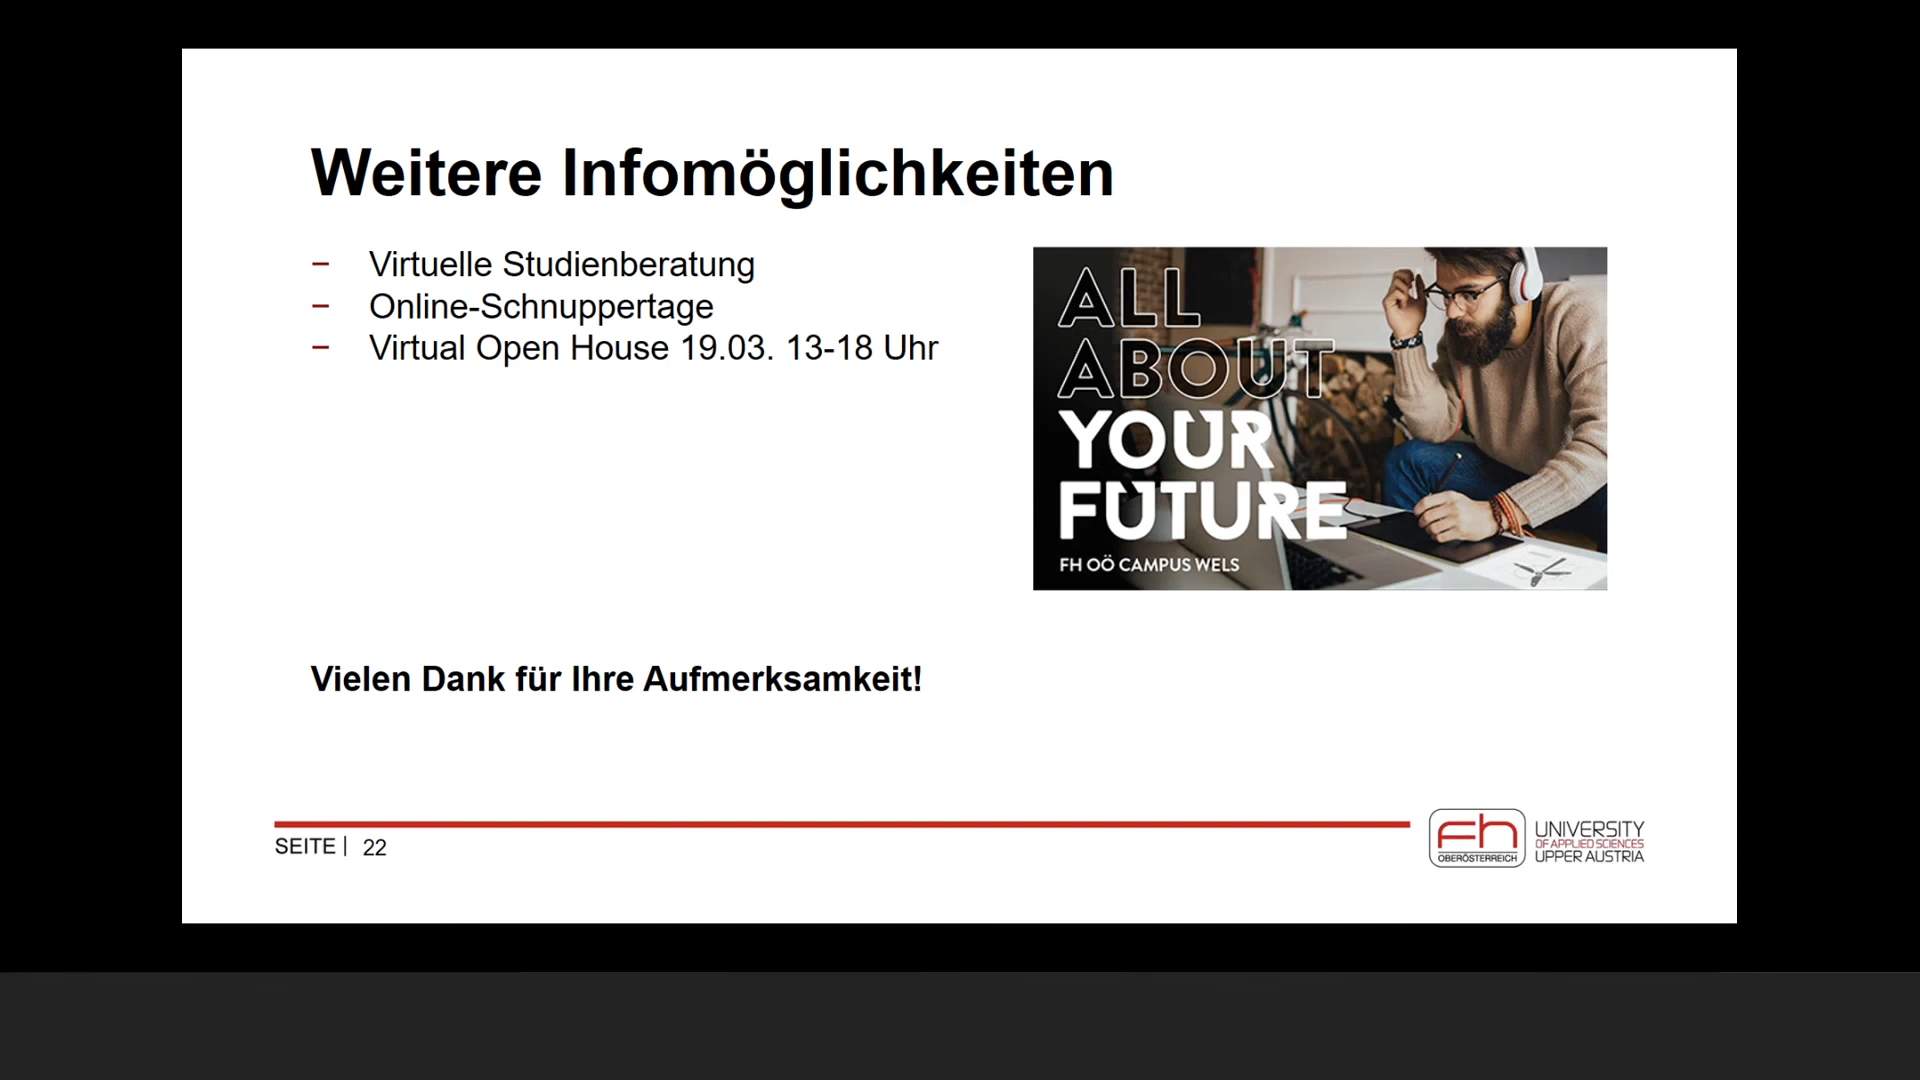 Weitere Infomöglichkeiten
– Virtuelle Studienberatung
– Online-Schnuppertage
– Virtual Open House 19.03. 13-18 Uhr
ALL
ABOUT
YOUR
FUTURE
FH OÖ CAMPUS WELS
Vielen Dank für Ihre Aufmerksamkeit!
SEITE | 22
fh
OBERÖSTERREICH
UNIVERSITY
OF APPLIED SCIENCES
UPPER AUSTRIA